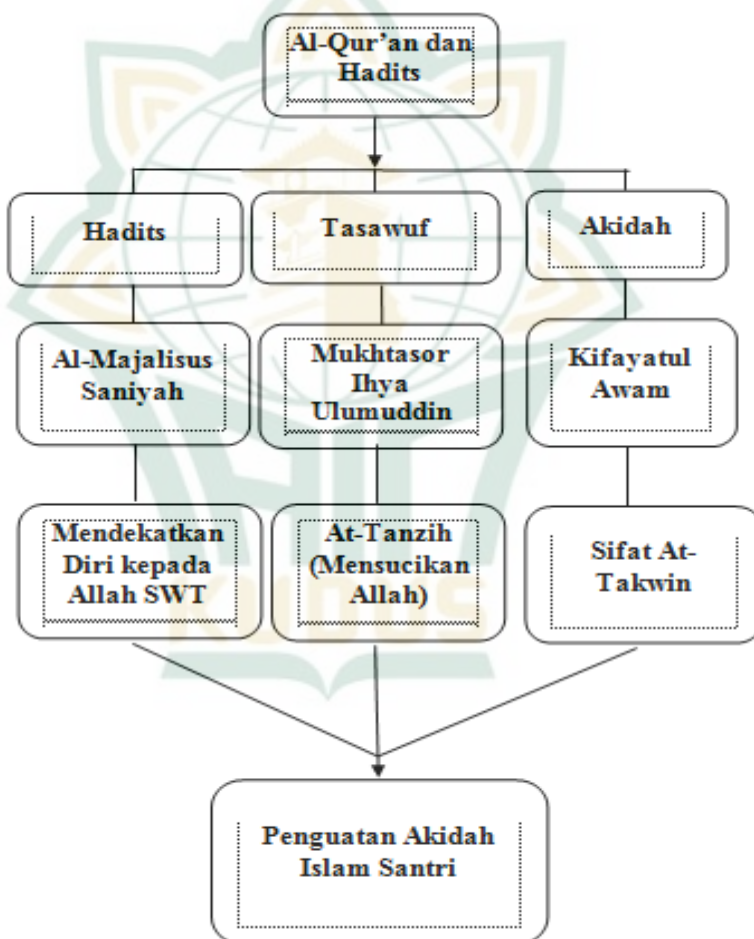 Al-Qur'an dan
Hadits
Hadits
Tasawuf
Akidah
Al-Majalisus
Saniyah
Mukhtasor
Ihya
Ulumuddin
Kifayatul
Awam
Mendekatkan
Diri kepada
Allah SWT
At-Tanzih
(Mensucikan
Allah)
Sifat At-
Takwin
KUDUS
Penguatan Akidah
Islam Santri